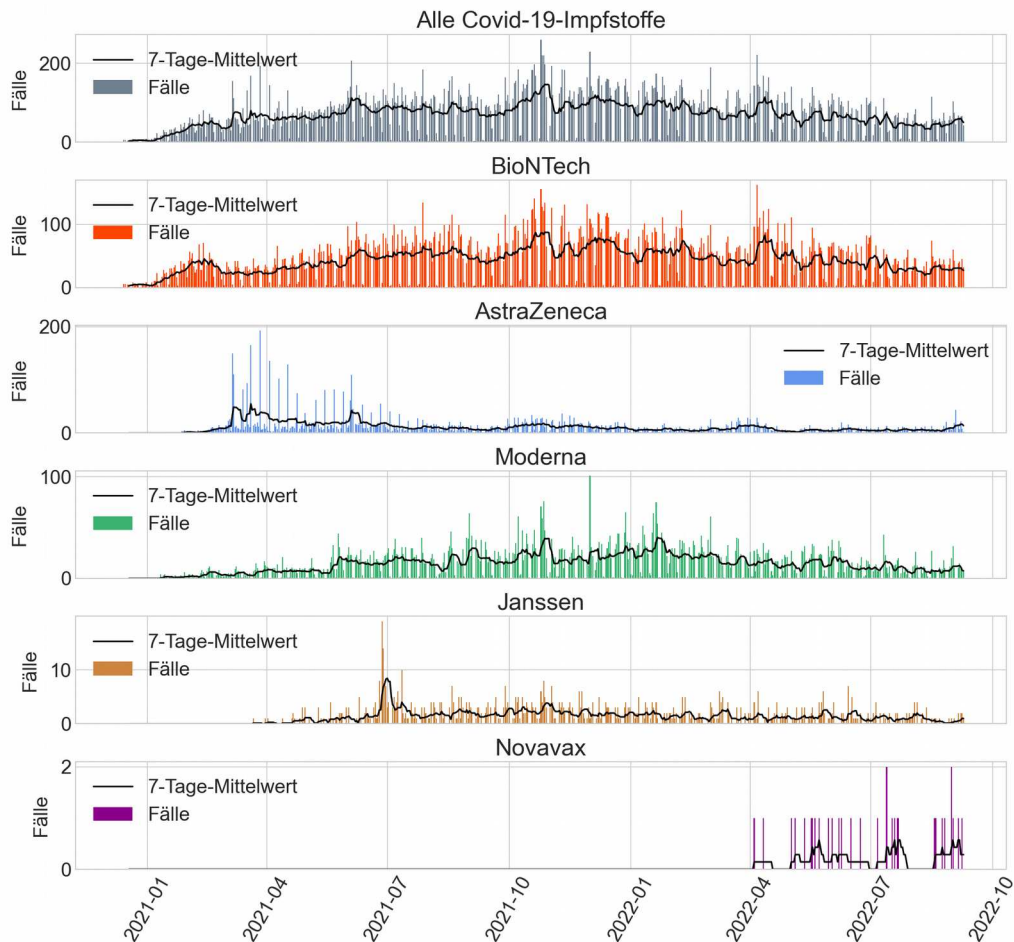 Alle Covid-19-Impfstoffe
Fälle
200
0
7-Tage-Mittelwert
Fälle
BioNTech
Fälle
100
0
7-Tage-Mittelwert
Fälle
AstraZeneca
Fälle
200
0
7-Tage-Mittelwert
Fälle
Moderna
Fälle
100
0
7-Tage-Mittelwert
Fälle
Janssen
Fälle
10
0
7-Tage-Mittelwert
Fälle
Novavax
Fälle
2
0
7-Tage-Mittelwert
Fälle
2021-01
2021-04
2021-07
2021-10
2022-01
2022-04
2022-07
2022-10